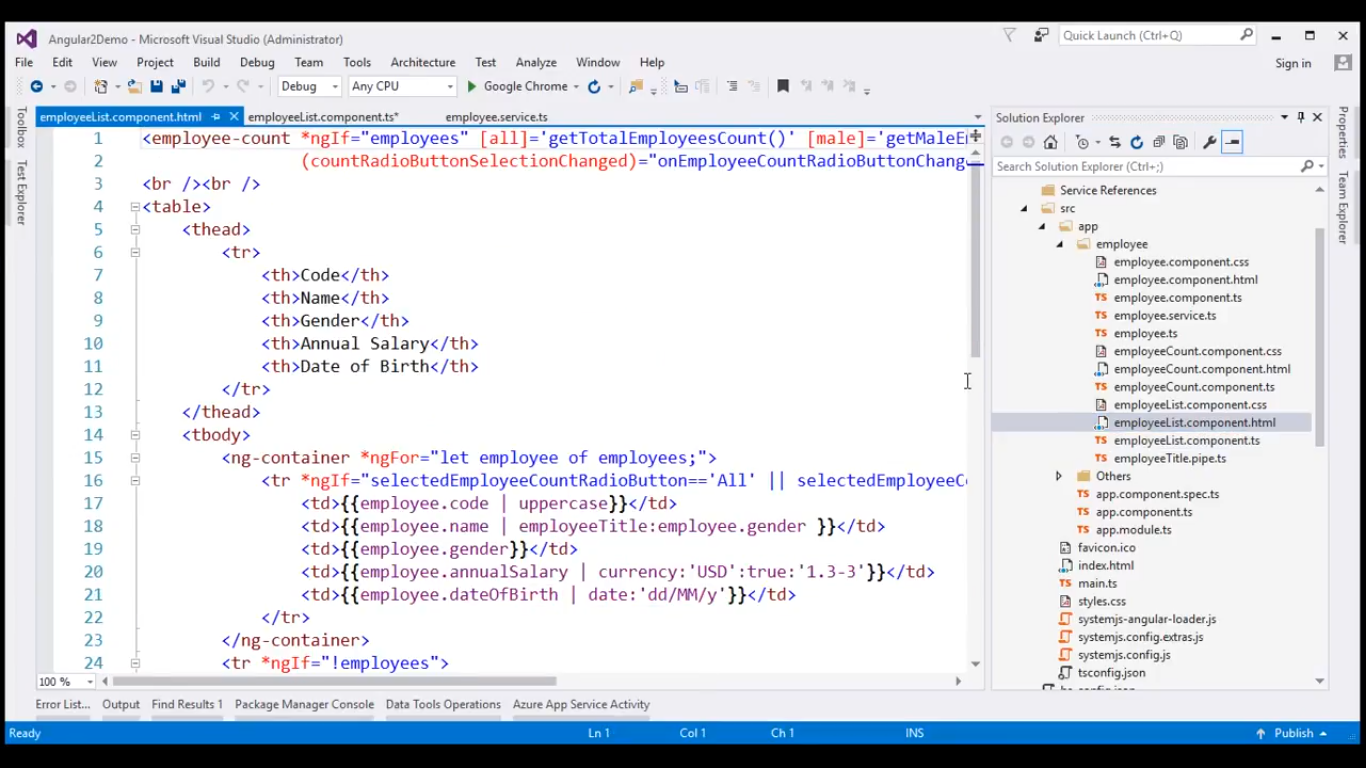 Angular2Demo - Microsoft Visual Studio (Administrator)
Quick Launch (Ctrl+Q)
File Edit View Project Build Debug Team Tools Architecture Test Analyze Window Help
Sign in
Debug Any CPU Google Chrome
employeeList.component.html employeeList.component.ts* employee.service.ts
Toolbox
Test Explorer
1 <employee-count *ngIf="employees" [all]='getTotalEmployeesCount()' [male]='getMaleE
2 (countRadioButtonSelectionChanged)="onEmployeeCountRadioButtonChang
3 <br /><br />
4 <table>
5 <thead>
6 <tr>
7 <th>Code</th>
8 <th>Name</th>
9 <th>Gender</th>
10 <th>Annual Salary</th>
11 <th>Date of Birth</th>
12 </tr>
13 </thead>
14 <tbody>
15 <ng-container *ngFor="let employee of employees;">
16 <tr *ngIf="selectedEmployeeCountRadioButton=='All' || selectedEmployeeC
17 <td>{{employee.code | uppercase}}</td>
18 <td>{{employee.name | employeeTitle:employee.gender }}</td>
19 <td>{{employee.gender}}</td>
20 <td>{{employee.annualSalary | currency:'USD':true:'1.3-3'}}</td>
21 <td>{{employee.dateOfBirth | date:'dd/MM/y'}}</td>
22 </tr>
23 </ng-container>
24 <tr *ngIf="!employees">
100 %
Solution Explorer
Search Solution Explorer (Ctrl+;)
Service References
src
app
employee
employee.component.css
employee.component.html
TS employee.component.ts
TS employee.service.ts
TS employee.ts
employeeCount.component.css
employeeCount.component.html
TS employeeCount.component.ts
employeeList.component.css
employeeList.component.html
TS employeeList.component.ts
TS employeeTitle.pipe.ts
Others
TS app.component.spec.ts
TS app.component.ts
TS app.module.ts
favicon.ico
index.html
TS main.ts
styles.css
systemjs-angular-loader.js
systemjs.config.extras.js
systemjs.config.js
tsconfig.json
Properties
Team Explorer
Error List... Output Find Results 1 Package Manager Console Data Tools Operations Azure App Service Activity
Ready Ln 1 Col 1 Ch 1 INS Publish